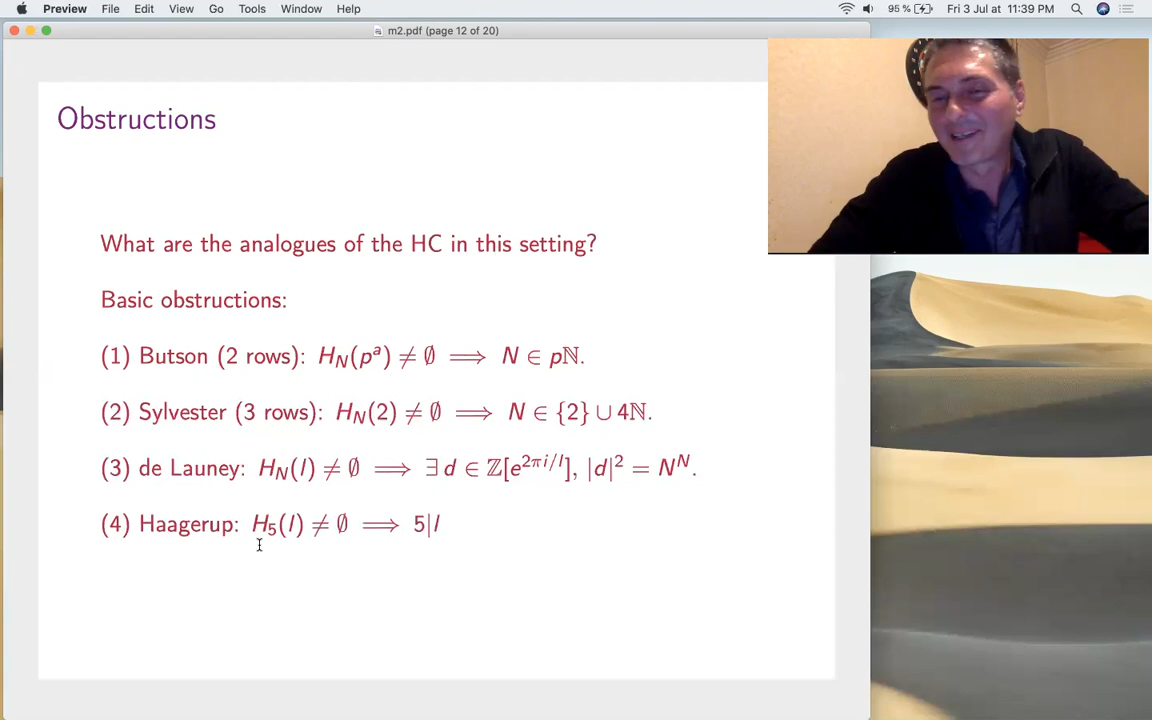 Preview File Edit View Go Tools Window Help 95 % Fri 3 Jul at 11:39 PM
m2.pdf (page 12 of 20)
Obstructions
What are the analogues of the HC in this setting?
Basic obstructions:
(1) Butson (2 rows): H_N(p^a) ≠ ∅ ⟹ N ∈ pℕ.
(2) Sylvester (3 rows): H_N(2) ≠ ∅ ⟹ N ∈ {2} ∪ 4ℕ.
(3) de Launey: H_N(l) ≠ ∅ ⟹ ∃ d ∈ ℤ[e^{2πi/l}], |d|² = N^N.
(4) Haagerup: H₅(l) ≠ ∅ ⟹ 5|l